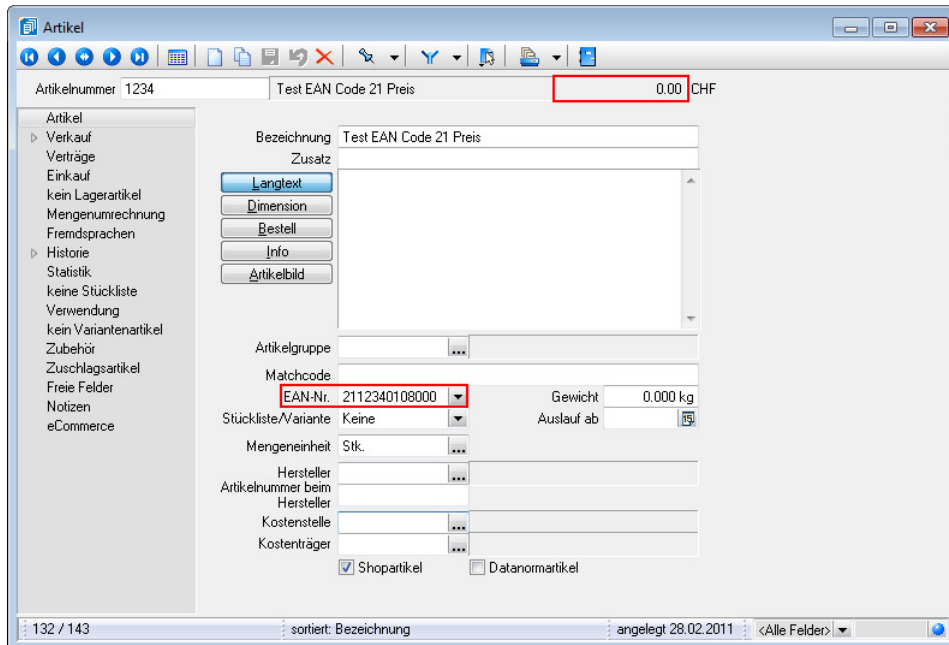 Artikel
Artikelnummer 1234 Test EAN Code 21 Preis 0.00 CHF
Artikel
Verkauf
Verträge
Einkauf
kein Lagerartikel
Mengenumrechnung
Fremdsprachen
Historie
Statistik
keine Stückliste
Verwendung
kein Variantenartikel
Zubehör
Zuschlagsartikel
Freie Felder
Notizen
eCommerce
Bezeichnung Test EAN Code 21 Preis
Zusatz
Langtext
Dimension
Bestell
Info
Artikelbild
Artikelgruppe ...
Matchcode
EAN-Nr. 2112340108000 Gewicht 0.000 kg
Stückliste/Variante Keine Auslauf ab 15
Mengeneinheit Stk. ...
Hersteller ...
Artikelnummer beim
Hersteller
Kostenstelle ...
Kostenträger ...
Shopartikel Datanormartikel
132 / 143 sortiert: Bezeichnung angelegt 28.02.2011 <Alle Felder>